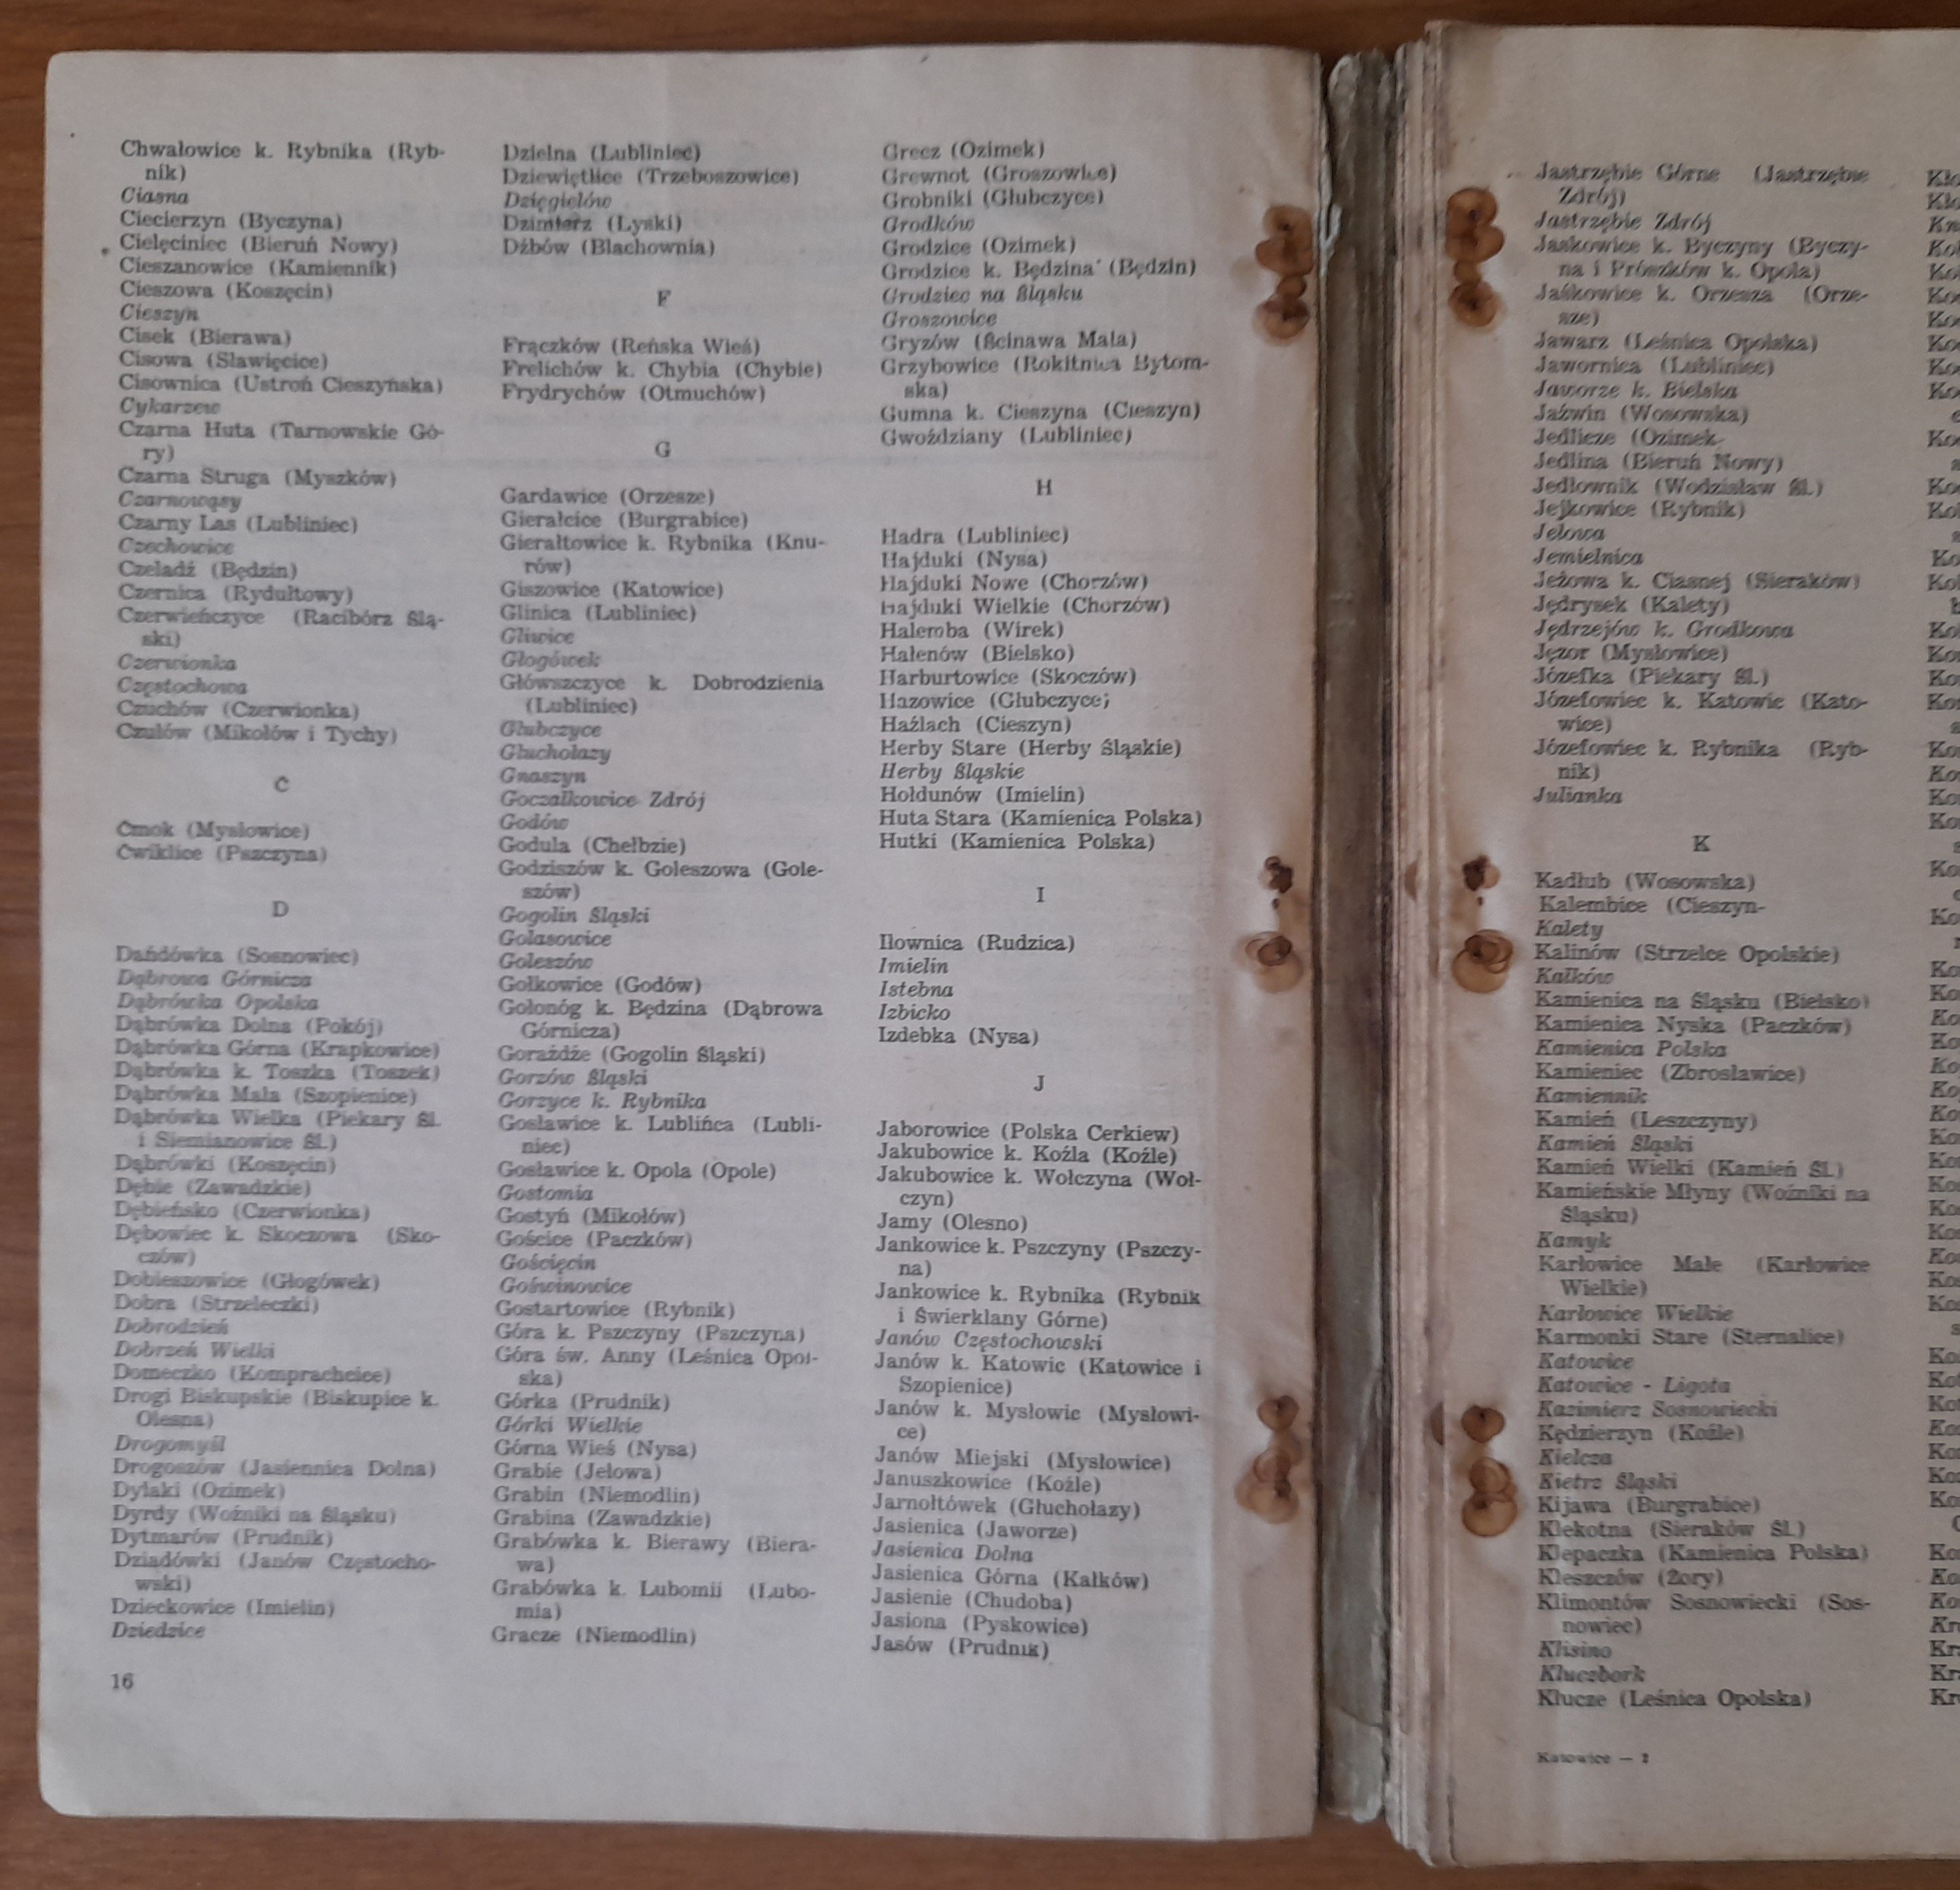 Chwałowice k. Rybnika (Ryb-
nik)
Ciasna
Ciecierzyn (Byczyna)
Cielęciniec (Bieruń Nowy)
Cieszanowice (Kamiennik)
Cieszowa (Koszęcin)
Cieszyn
Cisek (Bierawa)
Cisowa (Sławięcice)
Cisownica (Ustroń Cieszyńska)
Cykarzew
Czarna Huta (Tarnowskie Gó-
ry)
Czarna Struga (Myszków)
Czarnowąsy
Czarny Las (Lubliniec)
Czechowice
Czeladź (Będzin)
Czernica (Rydułtowy)
Czerwieńczyce (Racibórz Ślą-
ski)
Czerwionka
Częstochowa
Czuchów (Czerwionka)
Czułów (Mikołów i Tychy)
Ć
Ćmok (Mysłowice)
Ćwiklice (Pszczyna)
D
Dańdówka (Sosnowiec)
Dąbrowa Górnicza
Dąbrówka Opolska
Dąbrówka Dolna (Pokój)
Dąbrówka Górna (Krapkowice)
Dąbrówka k. Toszka (Toszek)
Dąbrówka Mała (Szopienice)
Dąbrówka Wielka (Piekary Śl.
i Siemianowice Śl.)
Dąbrówki (Koszęcin)
Dębie (Zawadzkie)
Dębieńsko (Czerwionka)
Dębowiec k. Skoczowa (Sko-
czów)
Dobieszowice (Głogówek)
Dobra (Strzeleczki)
Dobrodzień
Dobrzeń Wielki
Domeczko (Komprachcice)
Drogi Biskupskie (Biskupice k.
Olesna)
Drogomyśl
Drogoszów (Jasiennica Dolna)
Dylaki (Ozimek)
Dyrdy (Woźniki na Śląsku)
Dytmarów (Prudnik)
Dziadówki (Janów Częstocho-
wski)
Dzieckowice (Imielin)
Dziedzice
16
Dzielna (Lubliniec)
Dziewiętlice (Trzeboszowice)
Dzięgielów
Dzimierz (Lyski)
Dźbów (Blachownia)
F
Frączków (Reńska Wieś)
Frelichów k. Chybia (Chybie)
Frydrychów (Otmuchów)
G
Gardawice (Orzesze)
Gierałcice (Burgrabice)
Gierałtowice k. Rybnika (Knu-
rów)
Giszowice (Katowice)
Glinica (Lubliniec)
Gliwice
Głogówek
Główszczyce k. Dobrodzienia
(Lubliniec)
Głubczyce
Głuchołazy
Gnaszyn
Goczałkowice Zdrój
Godów
Godula (Chełbzie)
Godziszów k. Goleszowa (Gole-
szów)
Gogolin Śląski
Golasowice
Goleszów
Gołkowice (Godów)
Gołonóg k. Będzina (Dąbrowa
Górnicza)
Gorażdże (Gogolin Śląski)
Gorzów Śląski
Gorzyce k. Rybnika
Gosławice k. Lublińca (Lubli-
niec)
Gosławice k. Opola (Opole)
Gostomia
Gostyń (Mikołów)
Gościce (Paczków)
Gościęcin
Goświnowice
Gostartowice (Rybnik)
Góra k. Pszczyny (Pszczyna)
Góra św. Anny (Leśnica Opol-
ska)
Górka (Prudnik)
Górki Wielkie
Górna Wieś (Nysa)
Grabie (Jełowa)
Grabin (Niemodlin)
Grabina (Zawadzkie)
Grabówka k. Bierawy (Biera-
wa)
Grabówka k. Lubomii (Lubo-
mia)
Gracze (Niemodlin)
Grecz (Ozimek)
Grewnot (Groszowice)
Grobniki (Głubczyce)
Grodków
Grodzice (Ozimek)
Grodzice k. Będzina (Będzin)
Grodziec na Śląsku
Groszowice
Gryzów (Ścinawa Mała)
Grzybowice (Rokitnica Bytom-
ska)
Gumna k. Cieszyna (Cieszyn)
Gwoździany (Lubliniec)
H
Hadra (Lubliniec)
Hajduki (Nysa)
Hajduki Nowe (Chorzów)
Hajduki Wielkie (Chorzów)
Halemba (Wirek)
Hałenów (Bielsko)
Harburtowice (Skoczów)
Hazowice (Głubczyce)
Haźlach (Cieszyn)
Herby Stare (Herby Śląskie)
Herby Śląskie
Hołdunów (Imielin)
Huta Stara (Kamienica Polska)
Hutki (Kamienica Polska)
I
Iłownica (Rudzica)
Imielin
Istebna
Izbicko
Izdebka (Nysa)
J
Jaborowice (Polska Cerkiew)
Jakubowice k. Koźla (Koźle)
Jakubowice k. Wołczyna (Woł-
czyn)
Jamy (Olesno)
Jankowice k. Pszczyny (Pszczy-
na)
Jankowice k. Rybnika (Rybnik
i Świerklany Górne)
Janów Częstochowski
Janów k. Katowic (Katowice i
Szopienice)
Janów k. Mysłowic (Mysłowi-
ce)
Janów Miejski (Mysłowice)
Januszkowice (Koźle)
Jarnołtówek (Głuchołazy)
Jasienica (Jaworze)
Jasienica Dolna
Jasienica Górna (Kałków)
Jasienie (Chudoba)
Jasiona (Pyskowice)
Jasów (Prudnik)
Jastrzębie Górne (Jastrzębie
Zdrój)
Jastrzębie Zdrój
Jaśkowice k. Byczyny (Byczy-
na i Prószków k. Opola)
Jaśkowice k. Orzesza (Orze-
sze)
Jawarz (Leśnica Opolska)
Jawornica (Lubliniec)
Jaworze k. Bielska
Jaźwin (Wosowska)
Jedlicze (Ozimek
Jedlina (Bieruń Nowy)
Jedłownik (Wodzisław Śl.)
Jejkowice (Rybnik)
Jełowa
Jemielnica
Jeżowa k. Ciasnej (Sieraków)
Jędrysek (Kalety)
Jędrzejów k. Grodkowa
Jęzor (Mysłowice)
Józefka (Piekary Śl.)
Józefowiec k. Katowic (Kato-
wice)
Józefowiec k. Rybnika (Ryb-
nik)
Julianka
K
Kadłub (Wosowska)
Kalembice (Cieszyn-
Kalety
Kalinów (Strzelce Opolskie)
Kałków
Kamienica na Śląsku (Bielsko)
Kamienica Nyska (Paczków)
Kamienica Polska
Kamieniec (Zbrosławice)
Kamiennik
Kamień (Leszczyny)
Kamień Śląski
Kamień Wielki (Kamień Śl.)
Kamieńskie Młyny (Woźniki na
Śląsku)
Kamyk
Karłowice Małe (Karłowice
Wielkie)
Karłowice Wielkie
Karmonki Stare (Sternalice)
Katowice
Katowice - Ligota
Kazimierz Sosnowiecki
Kędzierzyn (Koźle)
Kielcza
Kietrz Śląski
Kijawa (Burgrabice)
Klekotna (Sieraków Śl.)
Klepaczka (Kamienica Polska)
Kleszczów (Żory)
Klimontów Sosnowiecki (Sos-
nowiec)
Klisino
Kluczbork
Klucze (Leśnica Opolska)
Katowice — 2